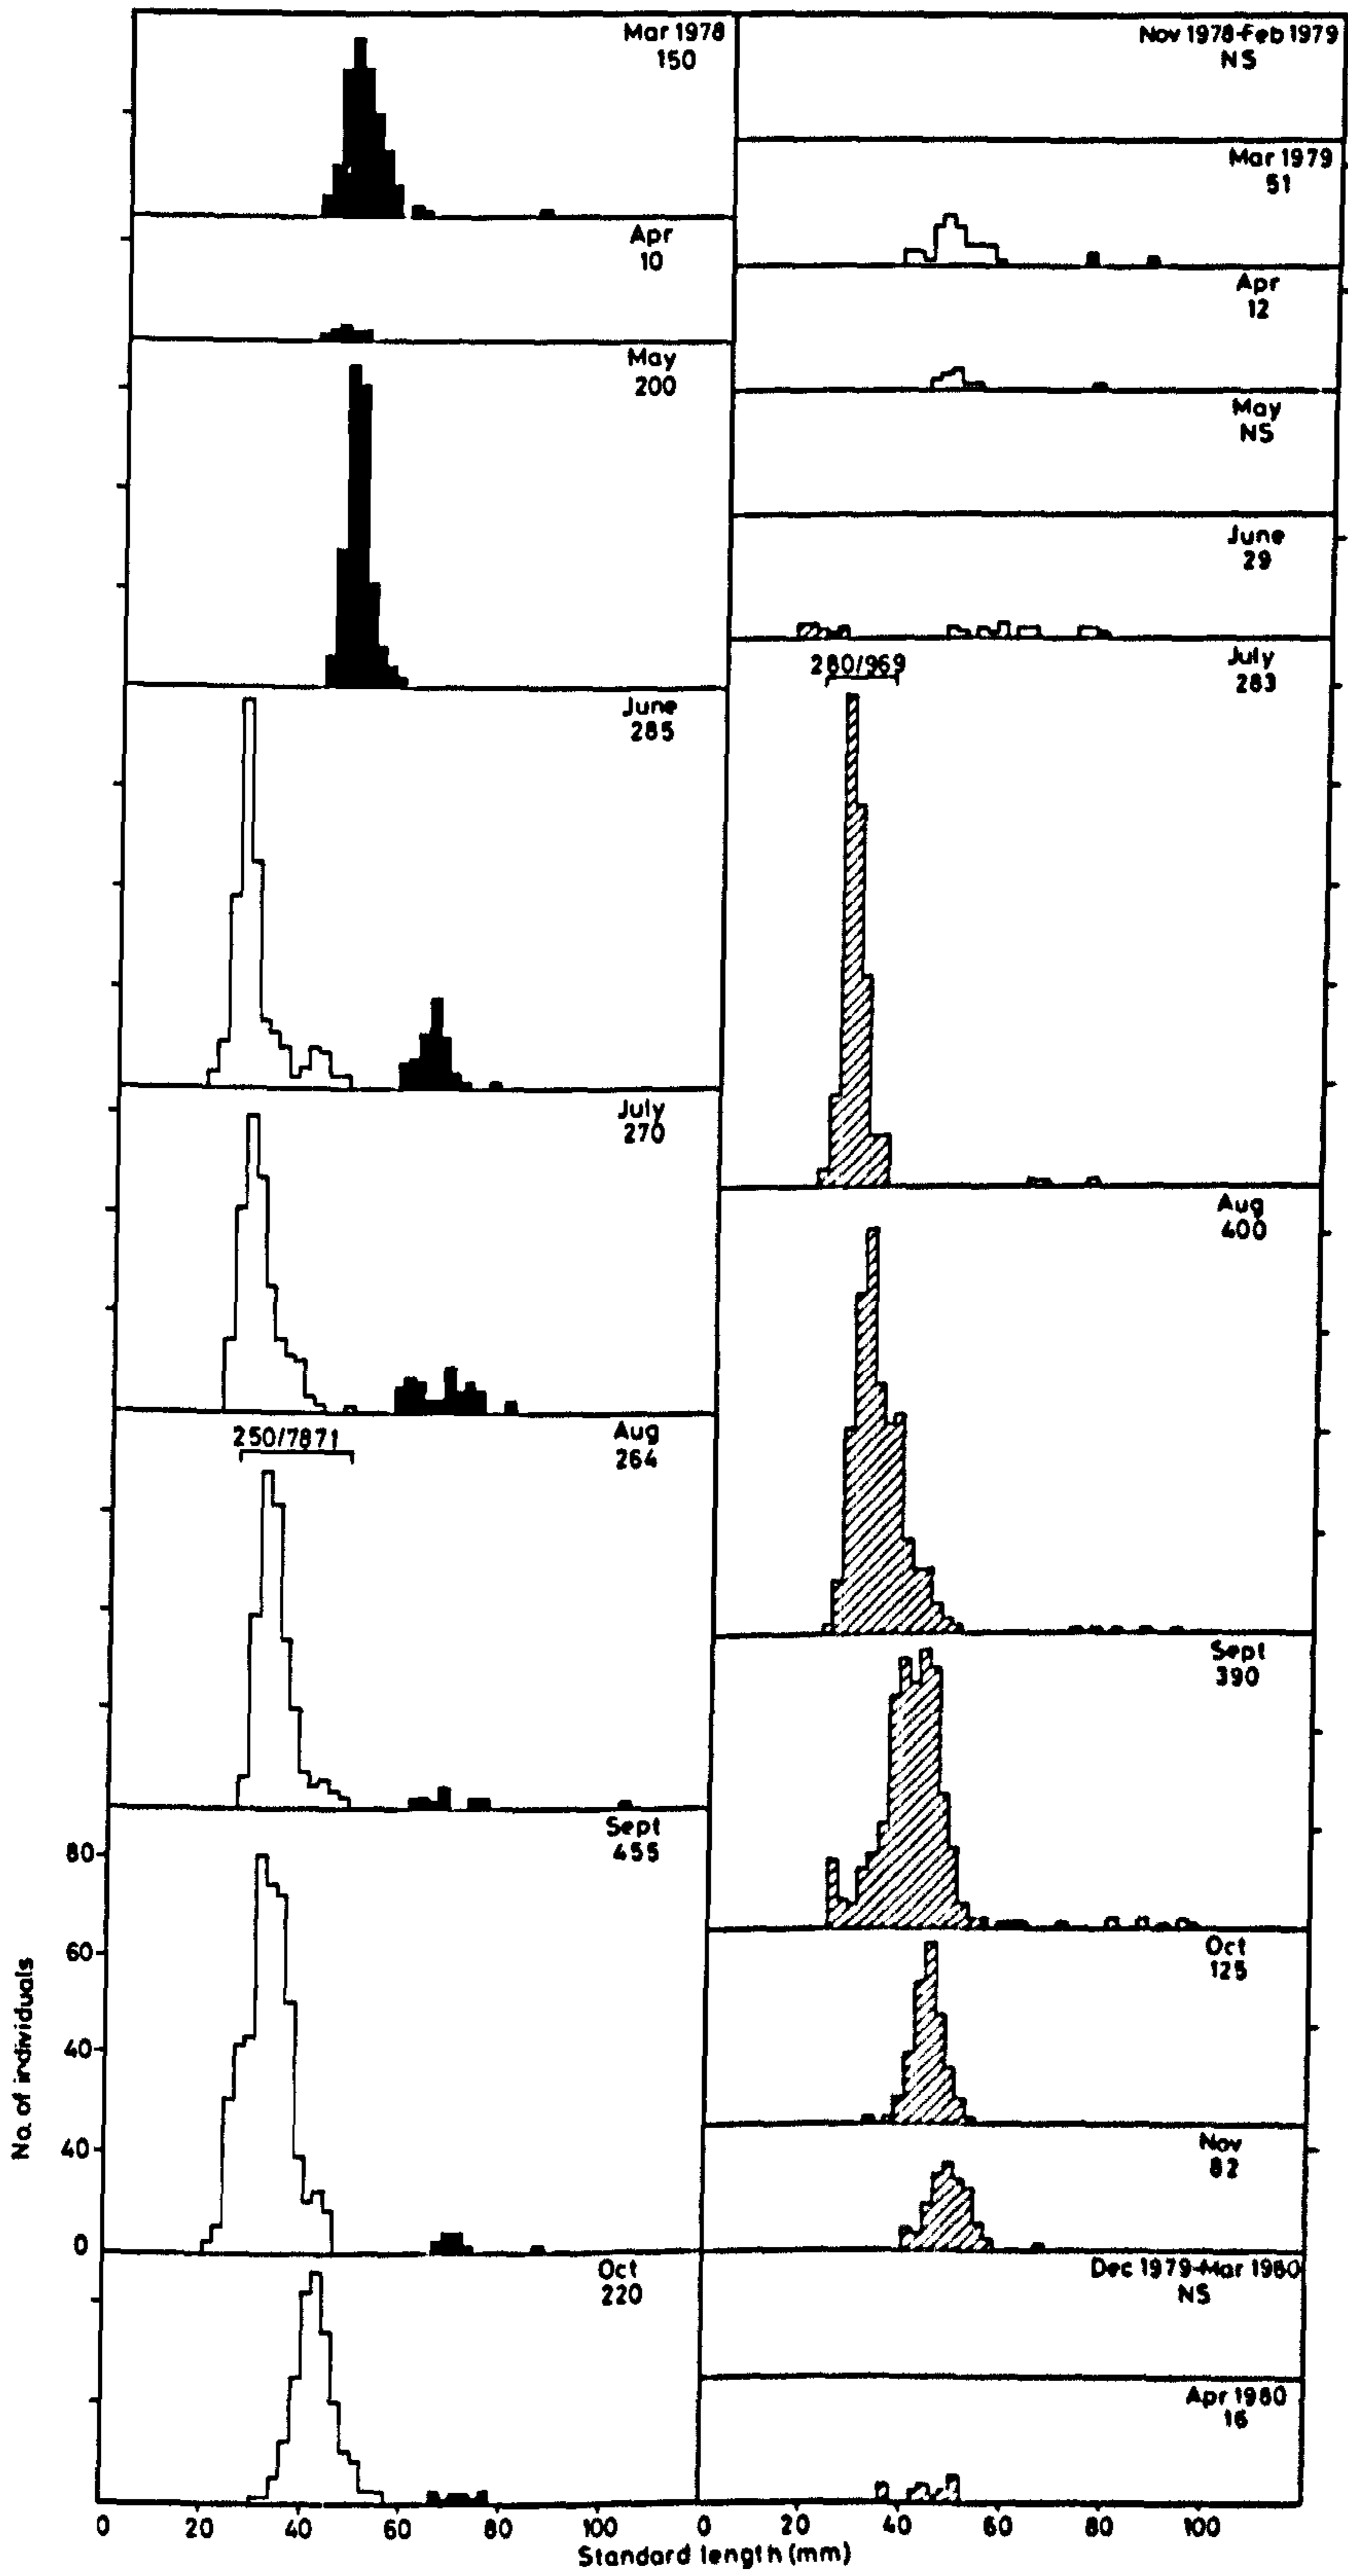 Mar 1978
150
Apr
10
May
200
June
285
July
270
Aug
264
250/7871
Sept
455
80
60
40
40
0
No. of individuals
Oct
220
0 20 40 60 80 100
Nov 1978-Feb 1979
NS
Mar 1979
51
Apr
12
May
NS
June
29
July
283
280/969
Aug
400
Sept
390
Oct
125
Nov
82
Dec 1979-Mar 1980
NS
Apr 1980
16
0 20 40 60 80 100
Standard length (mm)